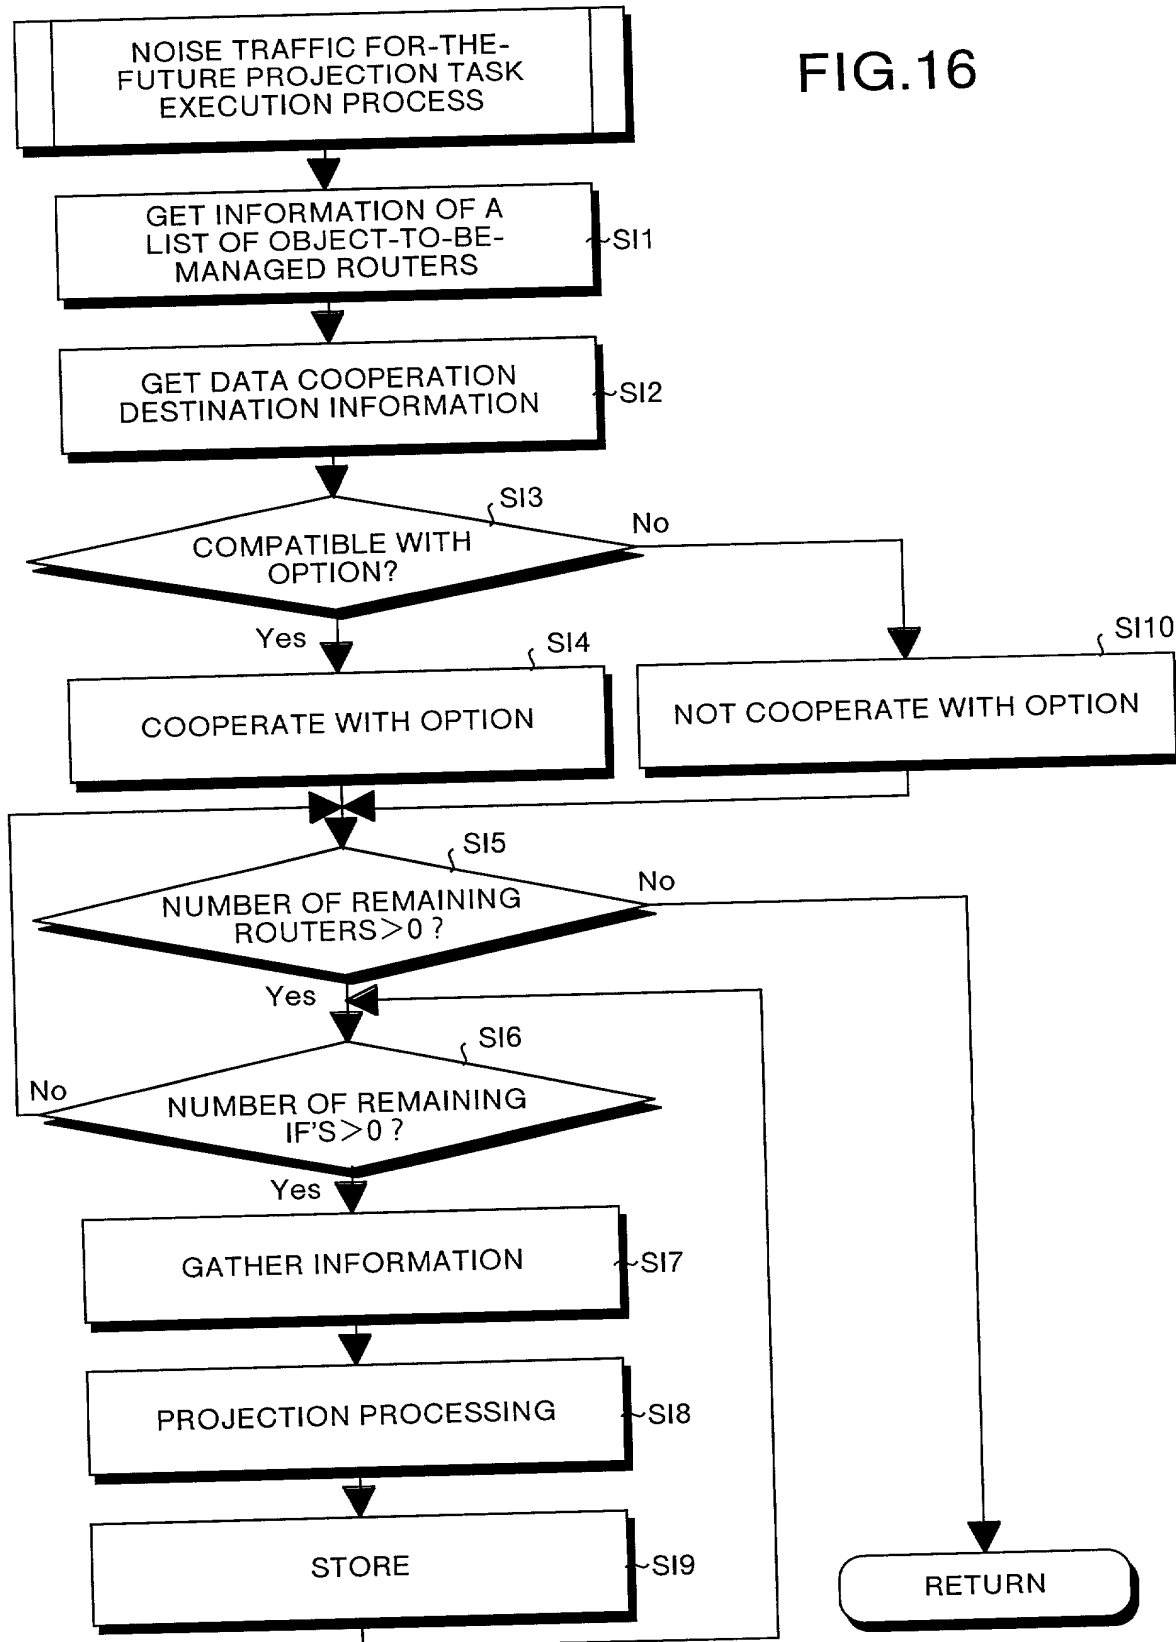 FIG.16
NOISE TRAFFIC FOR-THE-
FUTURE PROJECTION TASK
EXECUTION PROCESS
GET INFORMATION OF A
LIST OF OBJECT-TO-BE-
MANAGED ROUTERS
SI1
GET DATA COOPERATION
DESTINATION INFORMATION
SI2
SI3
COMPATIBLE WITH
OPTION?
No
Yes
SI4
COOPERATE WITH OPTION
SI10
NOT COOPERATE WITH OPTION
SI5
NUMBER OF REMAINING
ROUTERS>0 ?
No
Yes
SI6
NUMBER OF REMAINING
IF'S>0 ?
No
Yes
GATHER INFORMATION
SI7
PROJECTION PROCESSING
SI8
STORE
SI9
RETURN